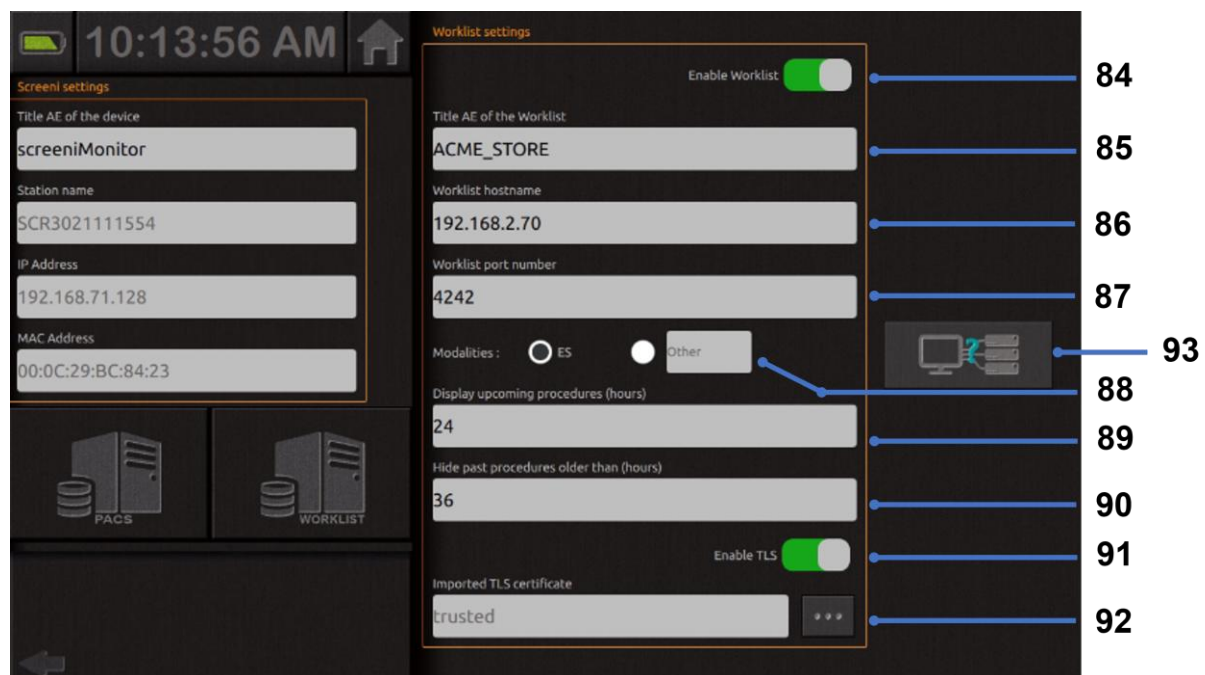 10:13:56 AM
Screeni settings
Title AE of the device
screeniMonitor
Station name
SCR3021111554
IP Address
192.168.71.128
MAC Address
00:0C:29:BC:84:23
PACS
WORKLIST
Worklist settings
Enable Worklist
Title AE of the Worklist
ACME_STORE
Worklist hostname
192.168.2.70
Worklist port number
4242
Modalities : ES Other
Display upcoming procedures (hours)
24
Hide past procedures older than (hours)
36
Enable TLS
Imported TLS certificate
trusted
...
?
84
85
86
87
93
88
89
90
91
92